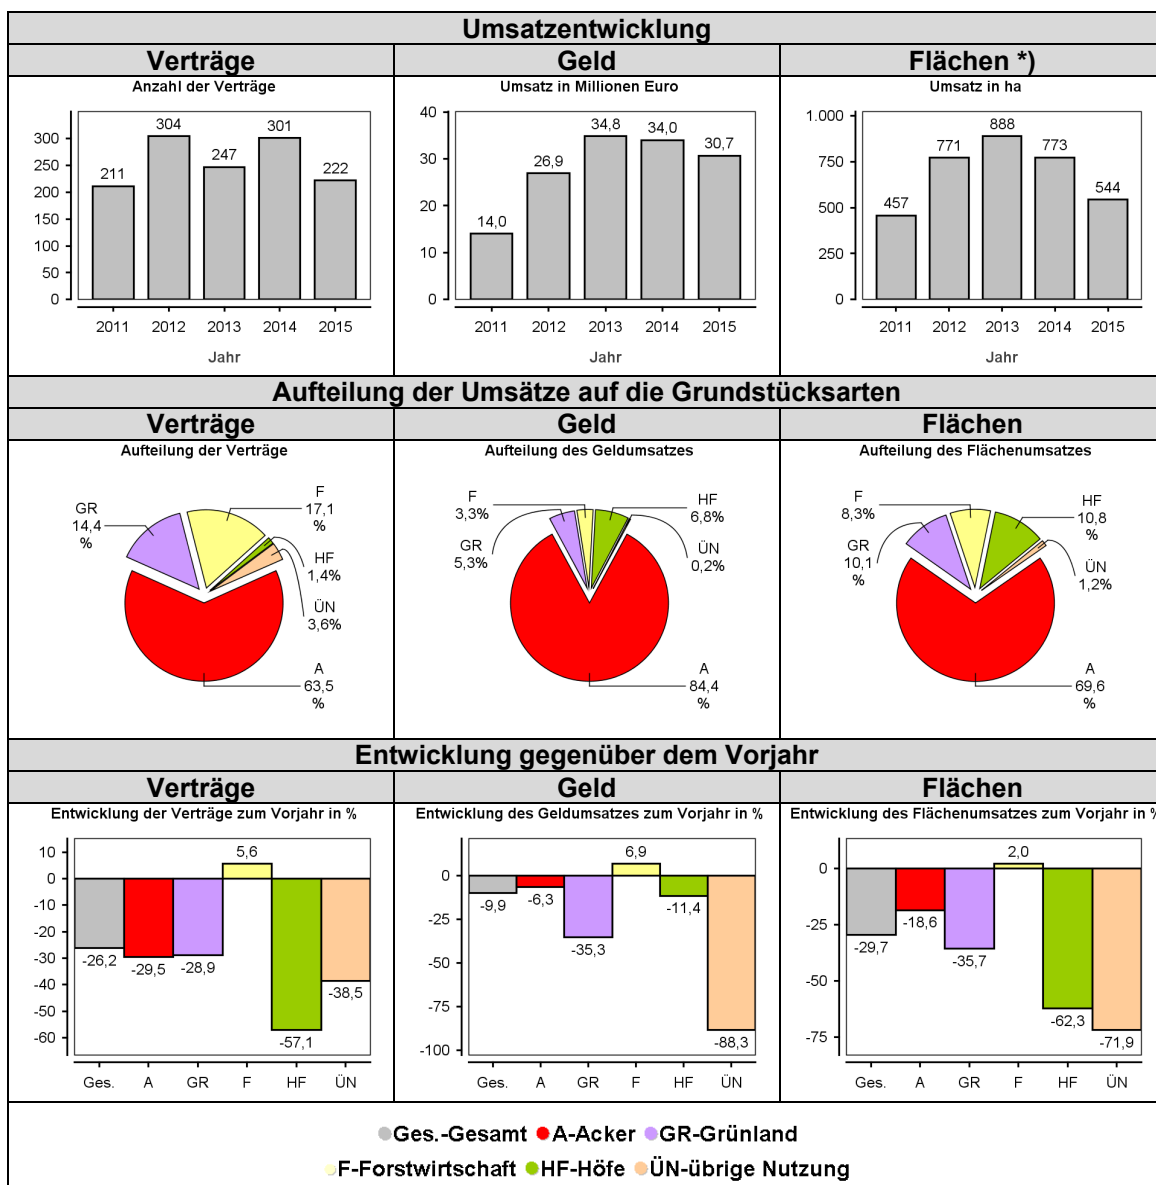 Umsatzentwicklung
Verträge
Geld
Flächen *)
Anzahl der Verträge
300
250
200
150
100
50
0
211
304
247
301
222
2011 2012 2013 2014 2015
Jahr
Umsatz in Millionen Euro
40
30
20
10
0
14,0
26,9
34,8
34,0
30,7
2011 2012 2013 2014 2015
Jahr
Umsatz in ha
1.000
750
500
250
0
457
771
888
773
544
2011 2012 2013 2014 2015
Jahr
Aufteilung der Umsätze auf die Grundstücksarten
Verträge
Geld
Flächen
Aufteilung der Verträge
GR
14,4
%
F
17,1
%
HF
1,4%
ÜN
3,6%
A
63,5
%
Aufteilung des Geldumsatzes
F
3,3%
GR
5,3%
HF
6,8%
ÜN
0,2%
A
84,4
%
Aufteilung des Flächenumsatzes
F
8,3%
GR
10,1
%
HF
10,8
%
ÜN
1,2%
A
69,6
%
Entwicklung gegenüber dem Vorjahr
Verträge
Geld
Flächen
Entwicklung der Verträge zum Vorjahr in %
10
0
-10
-20
-30
-40
-50
-60
-26,2
-29,5
-28,9
5,6
-57,1
-38,5
Ges. A GR F HF ÜN
Entwicklung des Geldumsatzes zum Vorjahr in %
0
-25
-50
-75
-100
-9,9
-6,3
-35,3
6,9
-11,4
-88,3
Ges. A GR F HF ÜN
Entwicklung des Flächenumsatzes zum Vorjahr in %
0
-25
-50
-75
-29,7
-18,6
-35,7
2,0
-62,3
-71,9
Ges. A GR F HF ÜN
Ges.-Gesamt A-Acker GR-Grünland
F-Forstwirtschaft HF-Höfe ÜN-übrige Nutzung